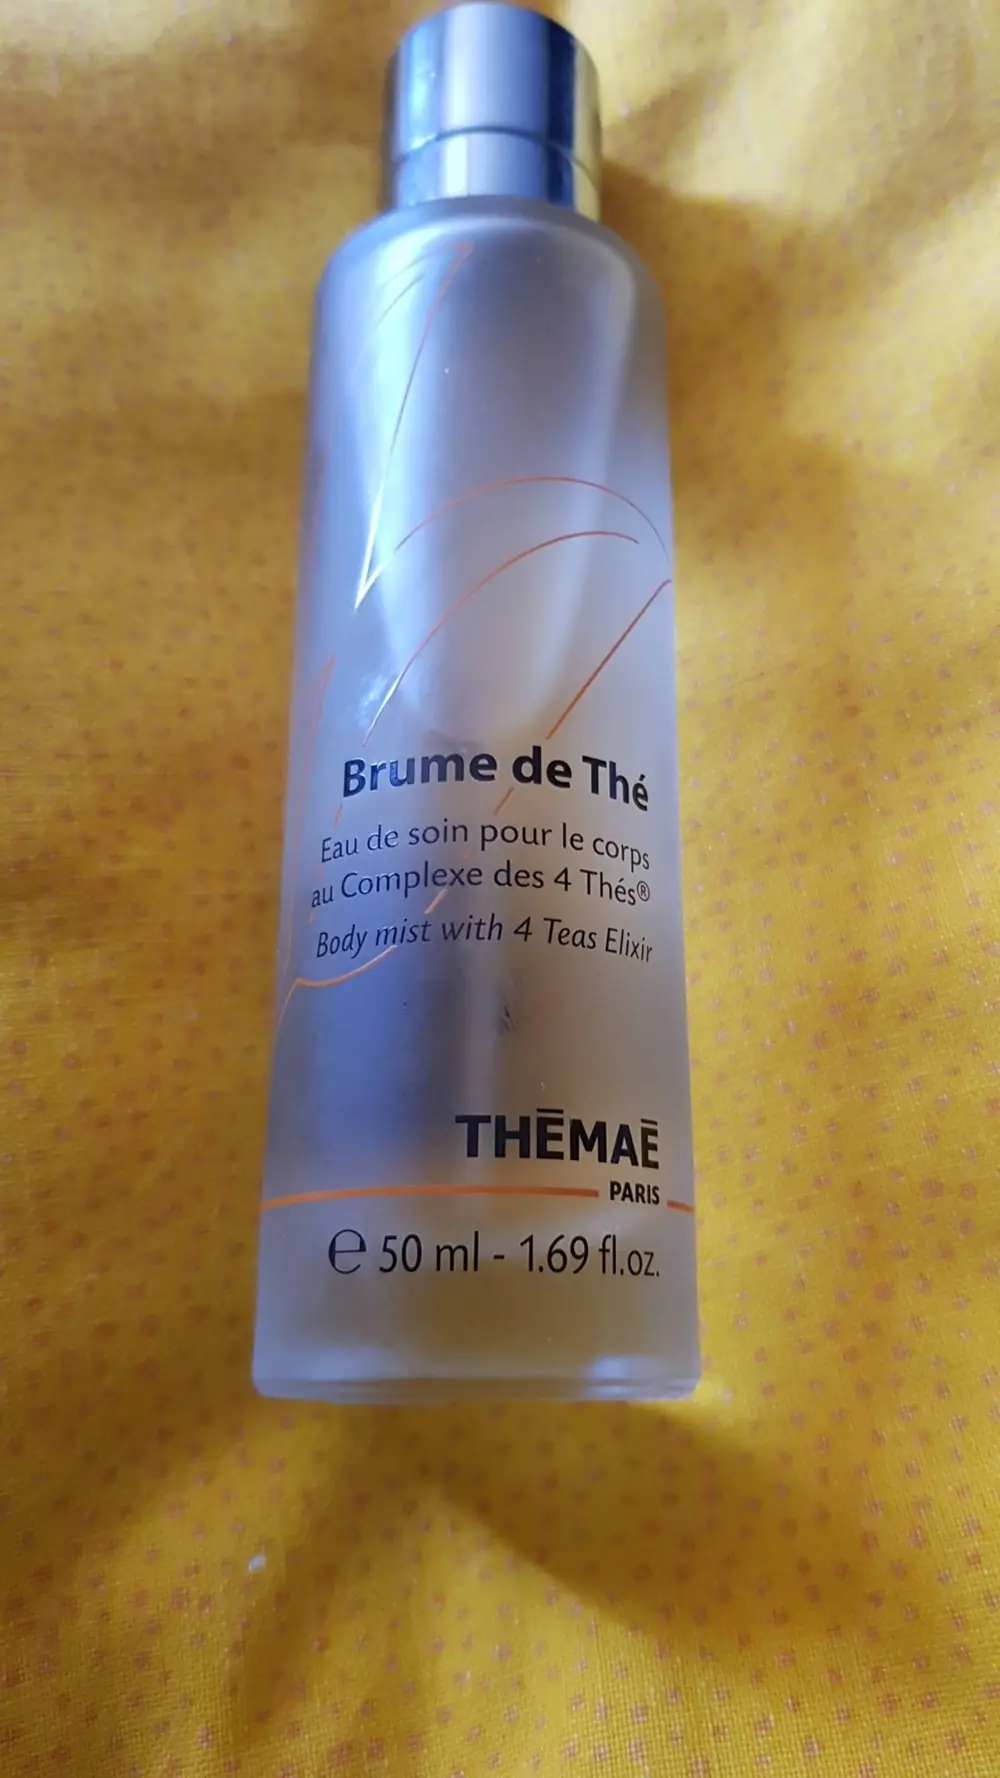 Brume de Thé
Eau de soin pour le corps
au Complexe des 4 Thés®
Body mist with 4 Teas Elixir
THĒMAĒ
PARIS
℮ 50 ml - 1.69 fl.oz.